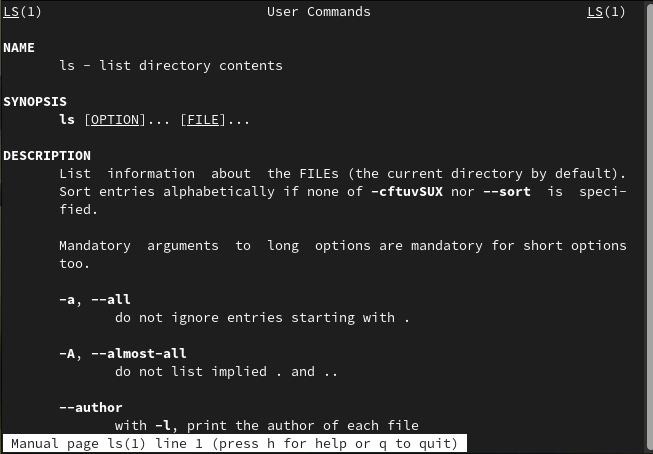 LS(1) User Commands LS(1)
NAME
ls - list directory contents
SYNOPSIS
ls [OPTION]... [FILE]...
DESCRIPTION
List information about the FILEs (the current directory by default).
Sort entries alphabetically if none of -cftuvSUX nor --sort is speci-
fied.
Mandatory arguments to long options are mandatory for short options
too.
-a, --all
do not ignore entries starting with .
-A, --almost-all
do not list implied . and ..
--author
with -l, print the author of each file
Manual page ls(1) line 1 (press h for help or q to quit)